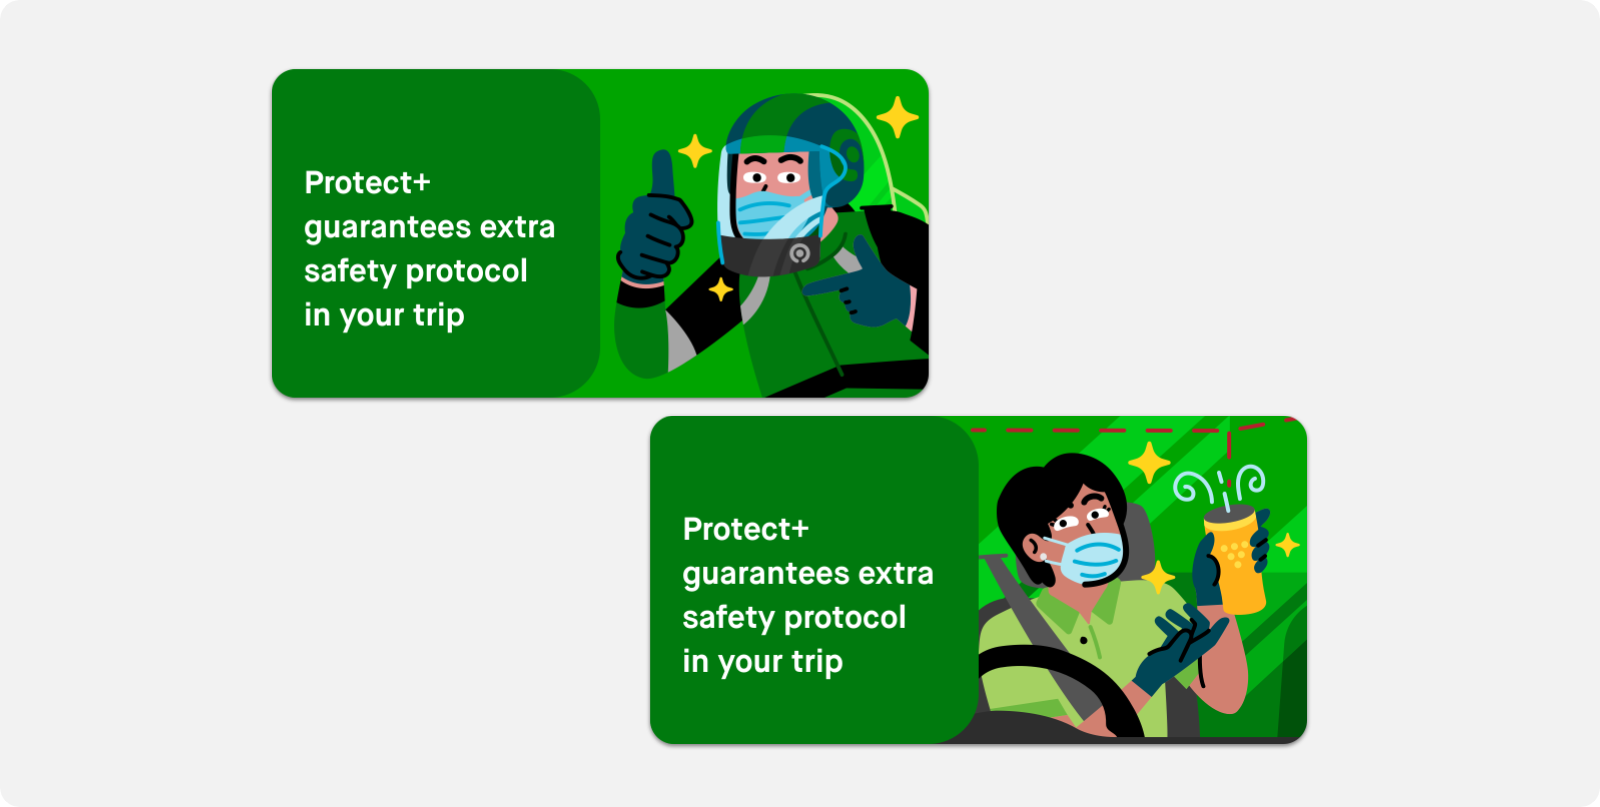 Protect+
guarantees extra
safety protocol
in your trip
Protect+
guarantees extra
safety protocol
in your trip